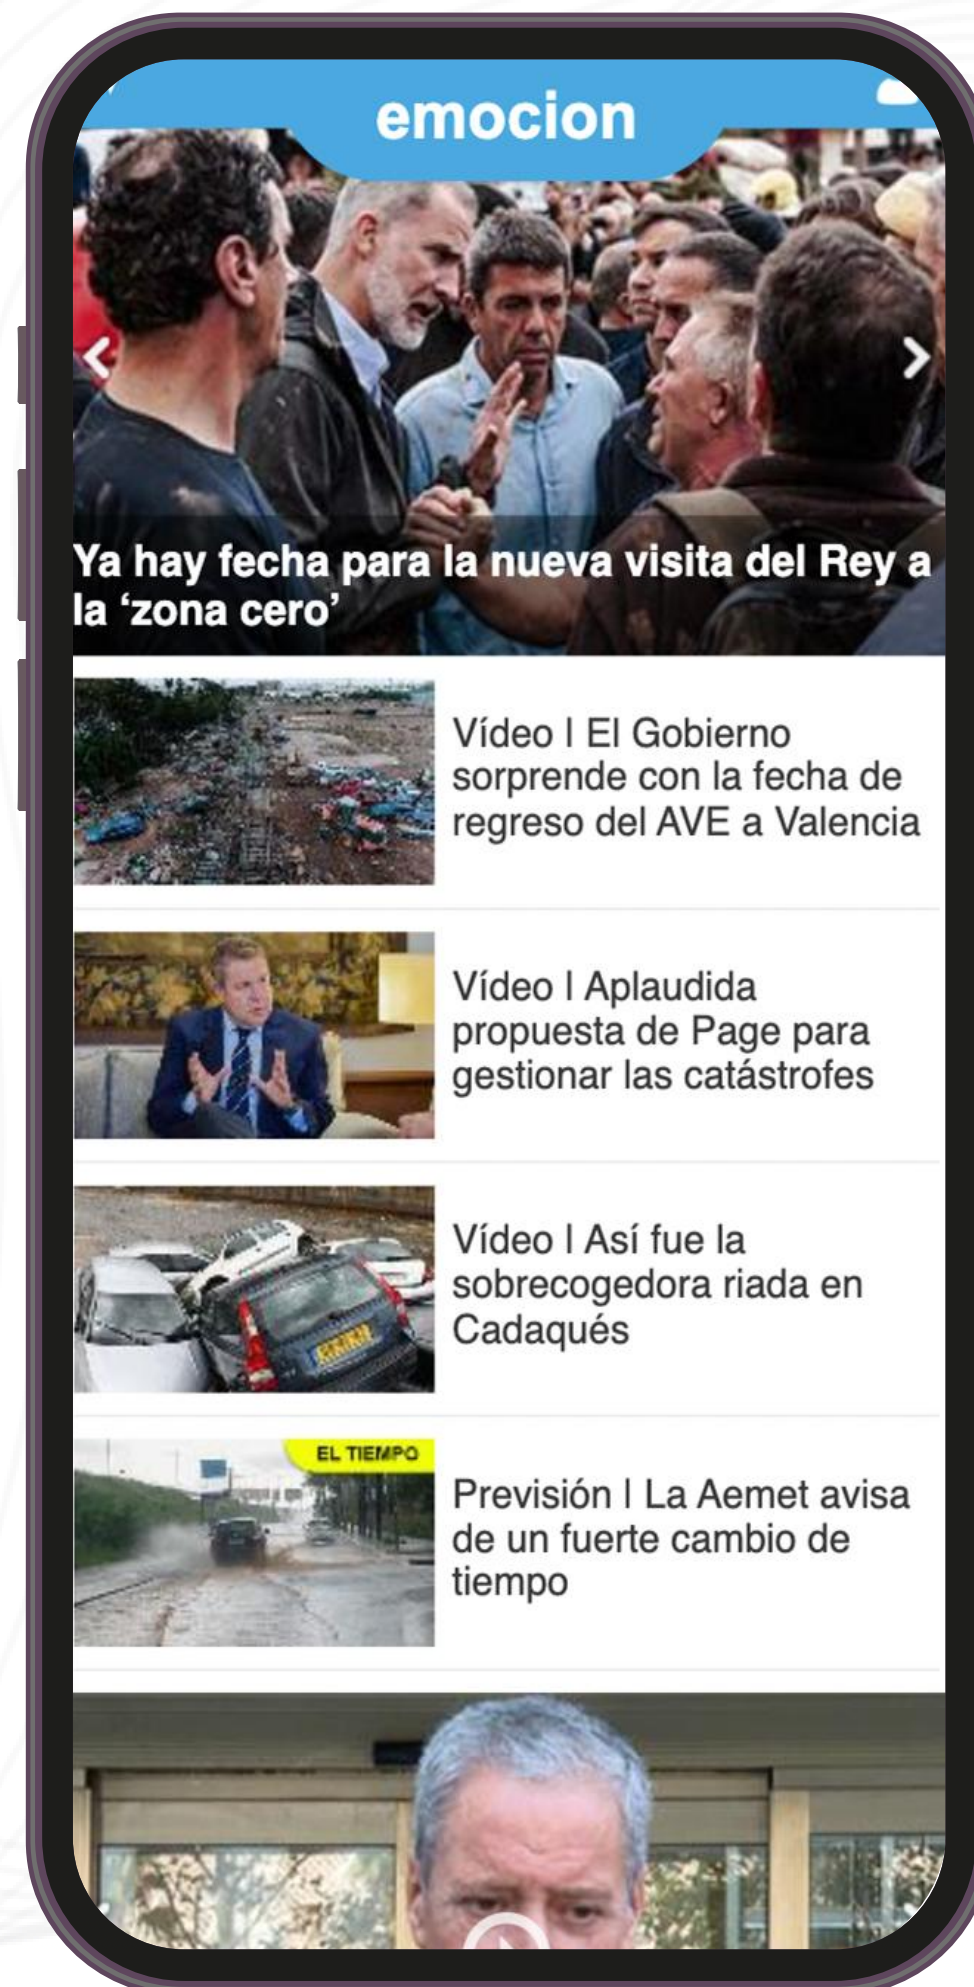 emocion
Ya hay fecha para la nueva visita del Rey a
la ‘zona cero’
Vídeo | El Gobierno
sorprende con la fecha de
regreso del AVE a Valencia
Vídeo | Aplaudida
propuesta de Page para
gestionar las catástrofes
Vídeo | Así fue la
sobrecogedora riada en
Cadaqués
EL TIEMPO
Previsión | La Aemet avisa
de un fuerte cambio de
tiempo